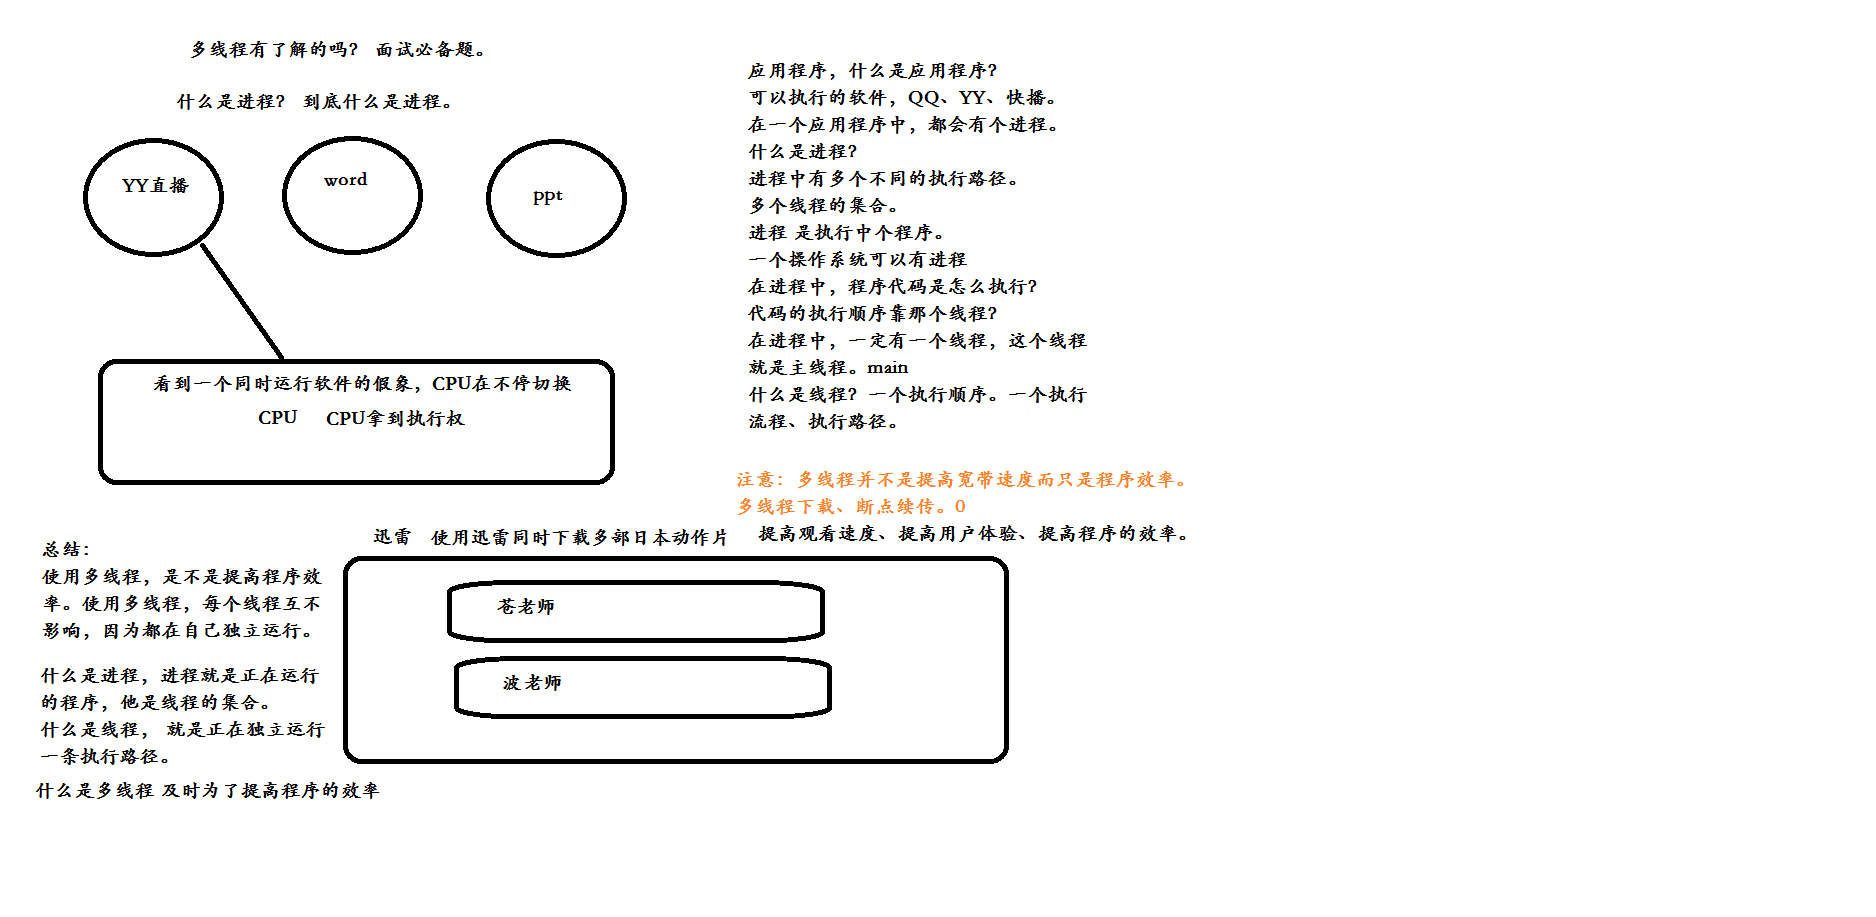 多线程有了解的吗？ 面试必备题。
什么是进程？ 到底什么是进程。
YY直播
word
ppt
看到一个同时运行软件的假象，CPU在不停切换
CPU CPU拿到执行权
应用程序，什么是应用程序？
可以执行的软件，QQ、YY、快播。
在一个应用程序中，都会有个进程。
什么是进程？
进程中有多个不同的执行路径。
多个线程的集合。
进程 是执行中个程序。
一个操作系统可以有进程
在进程中，程序代码是怎么执行？
代码的执行顺序靠那个线程？
在进程中，一定有一个线程，这个线程
就是主线程。main
什么是线程？一个执行顺序。一个执行
流程、执行路径。
注意：多线程并不是提高宽带速度而只是程序效率。
多线程下载、断点续传。0
提高观看速度、提高用户体验、提高程序的效率。
迅雷 使用迅雷同时下载多部日本动作片
苍老师
波老师
总结：
使用多线程，是不是提高程序效
率。使用多线程，每个线程互不
影响，因为都在自己独立运行。
什么是进程，进程就是正在运行
的程序，他是线程的集合。
什么是线程， 就是正在独立运行
一条执行路径。
什么是多线程 及时为了提高程序的效率